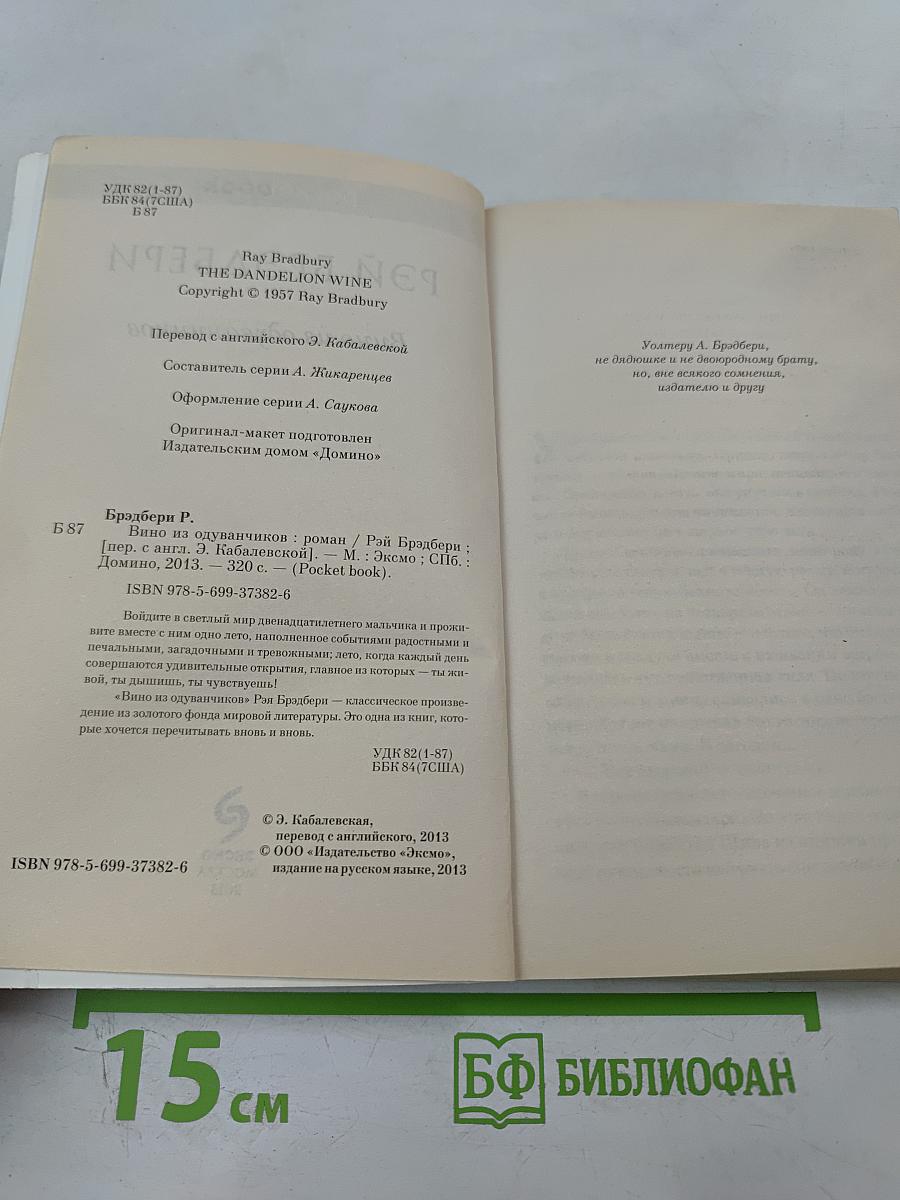 УДК 82(1-87)
ББК 84(7США)
Б 87
Ray Bradbury
THE DANDELION WINE
Copyright © 1957 Ray Bradbury
Перевод с английского Э. Кабалевской
Составитель серии А. Жикаренцев
Оформление серии А. Саукова
Оригинал-макет подготовлен
Издательским домом «Домино»
Брэдбери Р.
Б 87 Вино из одуванчиков : роман / Рэй Брэдбери ;
[пер. с англ. Э. Кабалевской]. — М. : Эксмо ; СПб. :
Домино, 2013. — 320 с. — (Pocket book).
ISBN 978-5-699-37382-6
Войдите в светлый мир двенадцатилетнего мальчика и прожи-
вите вместе с ним одно лето, наполненное событиями радостными и
печальными, загадочными и тревожными; лето, когда каждый день
совершаются удивительные открытия, главное из которых — ты жи-
вой, ты дышишь, ты чувствуешь!
«Вино из одуванчиков» Рэя Брэдбери — классическое произве-
дение из золотого фонда мировой литературы. Это одна из книг, кото-
рые хочется перечитывать вновь и вновь.
УДК 82(1-87)
ББК 84(7США)
© Э. Кабалевская,
перевод с английского, 2013
© ООО «Издательство «Эксмо»,
издание на русском языке, 2013
ISBN 978-5-699-37382-6
Уолтеру А. Брэдбери,
не дядюшке и не двоюродному брату,
но, вне всякого сомнения,
издателю и другу
15 см
БФ БИБЛИОФАН